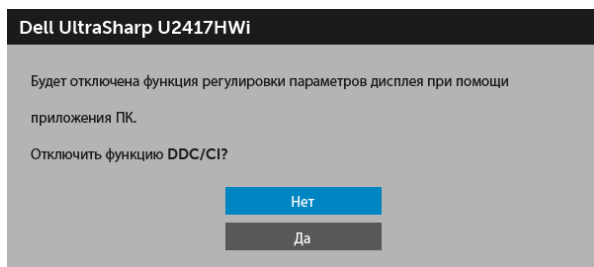 Dell UltraSharp U2417HWi
Будет отключена функция регулировки параметров дисплея при помощи
приложения ПК.
Отключить функцию DDC/CI?
Нет
Да